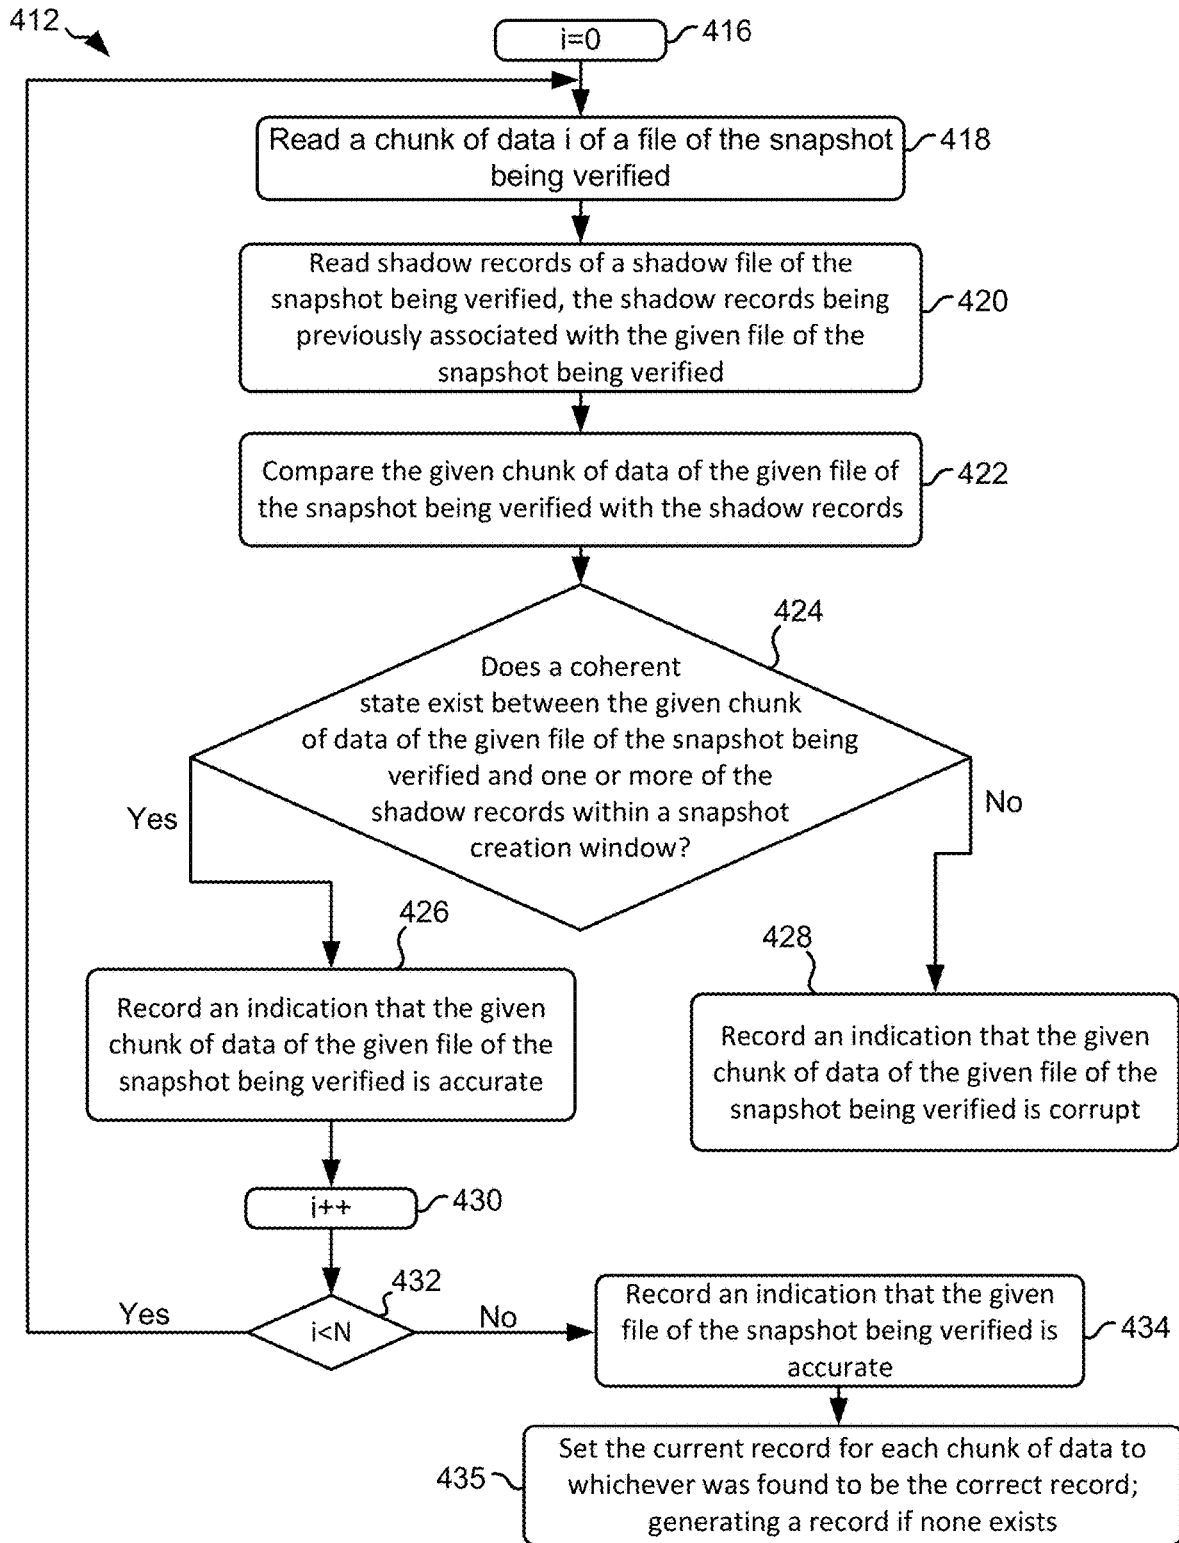 412
i=0
416
Read a chunk of data i of a file of the snapshot
being verified
418
Read shadow records of a shadow file of the
snapshot being verified, the shadow records being
previously associated with the given file of the
snapshot being verified
420
Compare the given chunk of data of the given file of
the snapshot being verified with the shadow records
422
424
Does a coherent
state exist between the given chunk
of data of the given file of the snapshot being
verified and one or more of the
shadow records within a snapshot
creation window?
Yes
No
426
Record an indication that the given
chunk of data of the given file of the
snapshot being verified is accurate
428
Record an indication that the given
chunk of data of the given file of the
snapshot being verified is corrupt
i++
430
432
i<N
Yes
No
Record an indication that the given
file of the snapshot being verified is
accurate
434
435
Set the current record for each chunk of data to
whichever was found to be the correct record;
generating a record if none exists